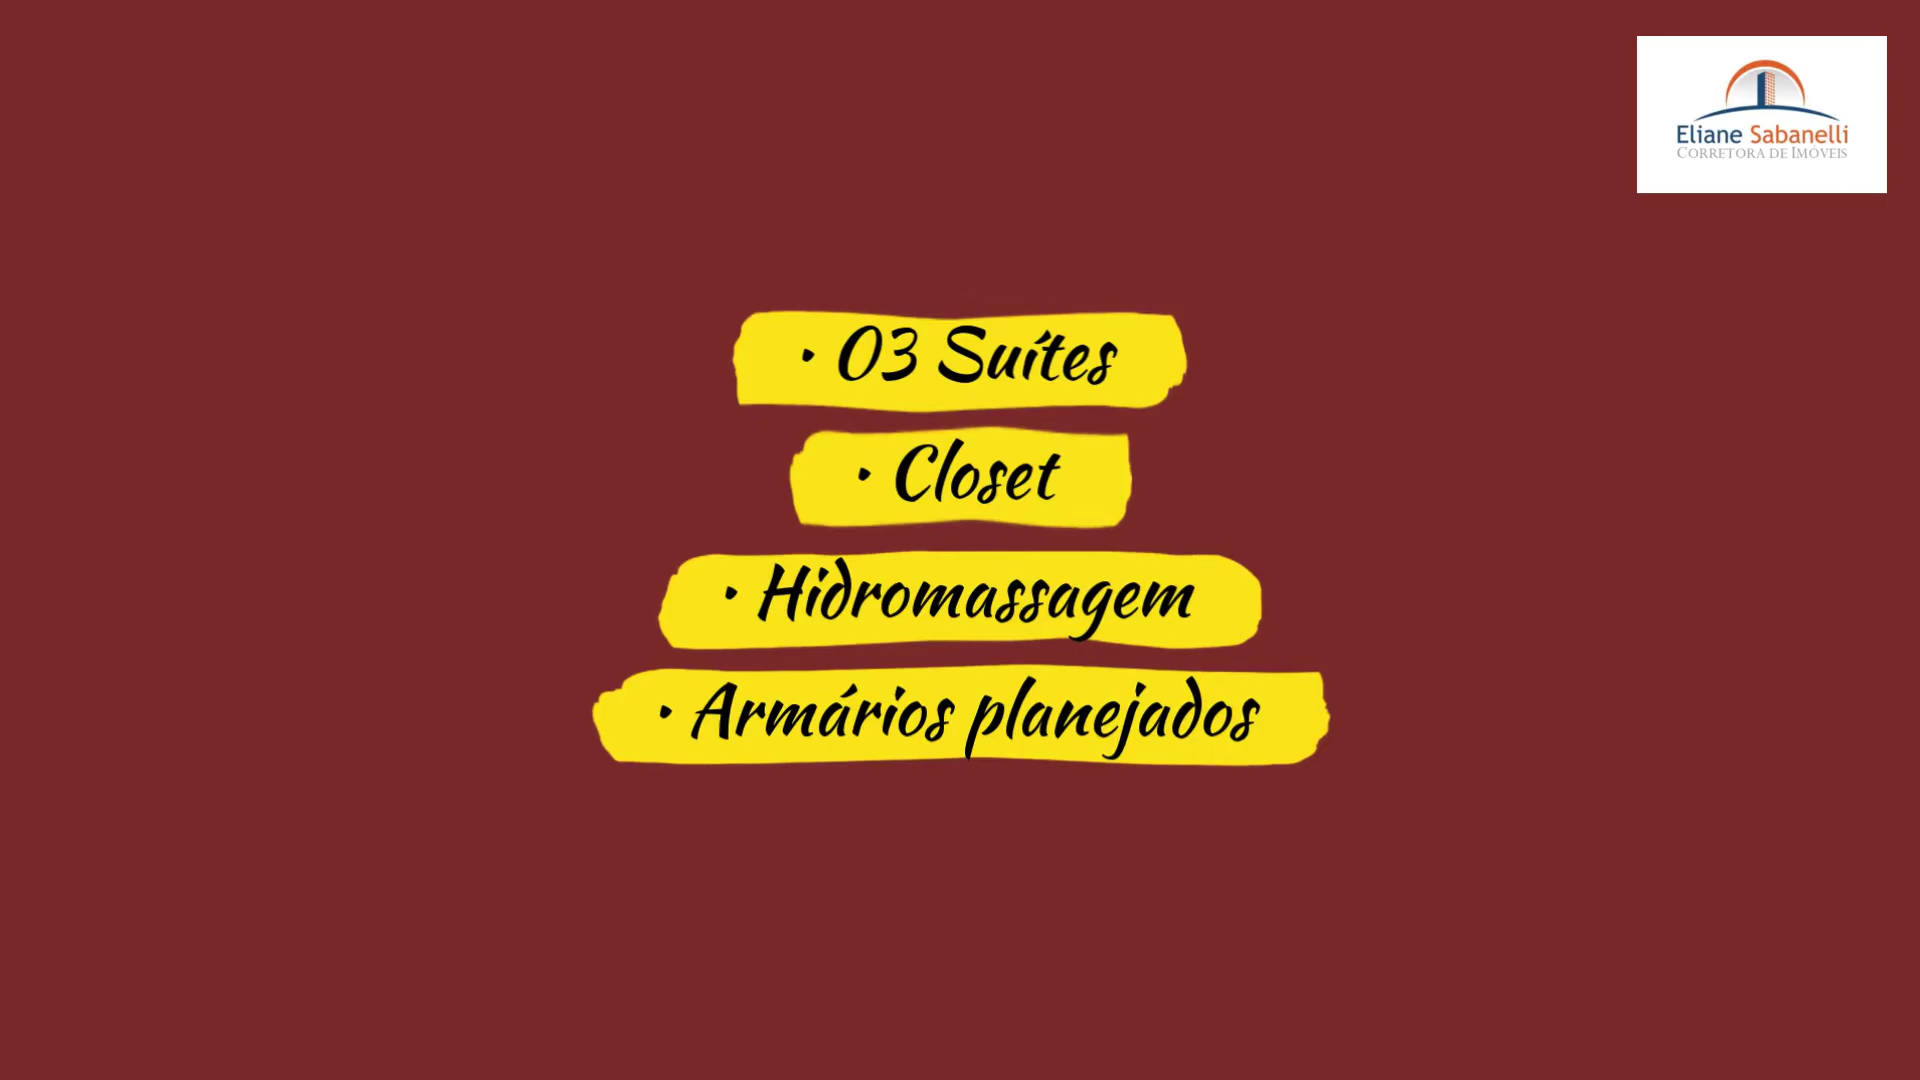 Eliane Sabanelli
CORRETORA DE IMÓVEIS
• 03 Suítes
• Closet
• Hidromassagem
• Armários planejados